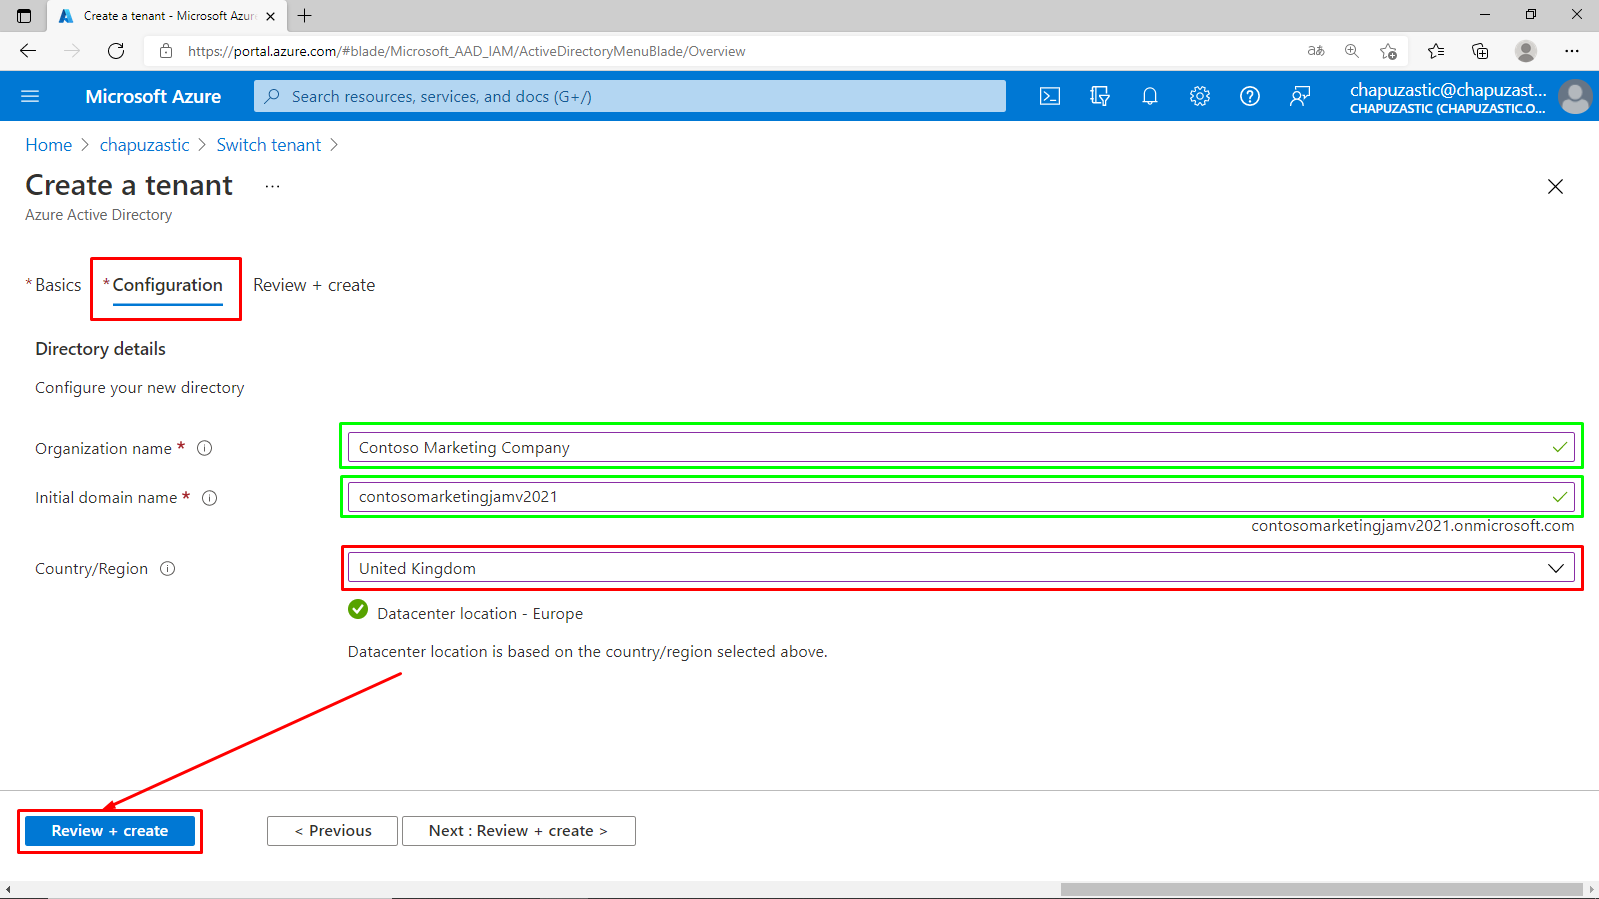 Create a tenant - Microsoft Azur
https://portal.azure.com/#blade/Microsoft_AAD_IAM/ActiveDirectoryMenuBlade/Overview
aあ
Microsoft Azure
Search resources, services, and docs (G+/)
chapuzastic@chapuzast...
CHAPUZASTIC (CHAPUZASTIC.O...
Home > chapuzastic > Switch tenant >
Create a tenant ...
Azure Active Directory
* Basics * Configuration Review + create
Directory details
Configure your new directory
Organization name * Contoso Marketing Company
Initial domain name * contosomarketingjamv2021
contosomarketingjamv2021.onmicrosoft.com
Country/Region United Kingdom
Datacenter location - Europe
Datacenter location is based on the country/region selected above.
Review + create < Previous Next : Review + create >